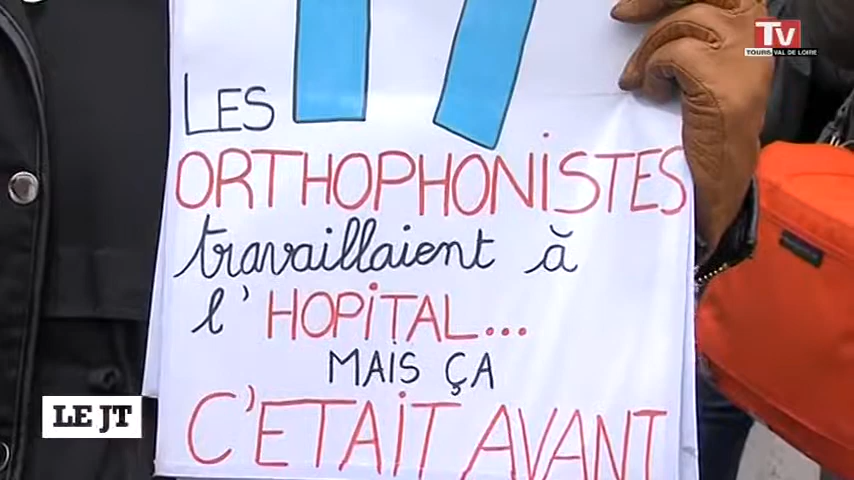 TV
TOURS VAL DE LOIRE
LES
ORTHOPHONISTES
travaillaient à
l'HOPITAL...
MAIS ÇA
C'ETAIT AVANT
LE JT